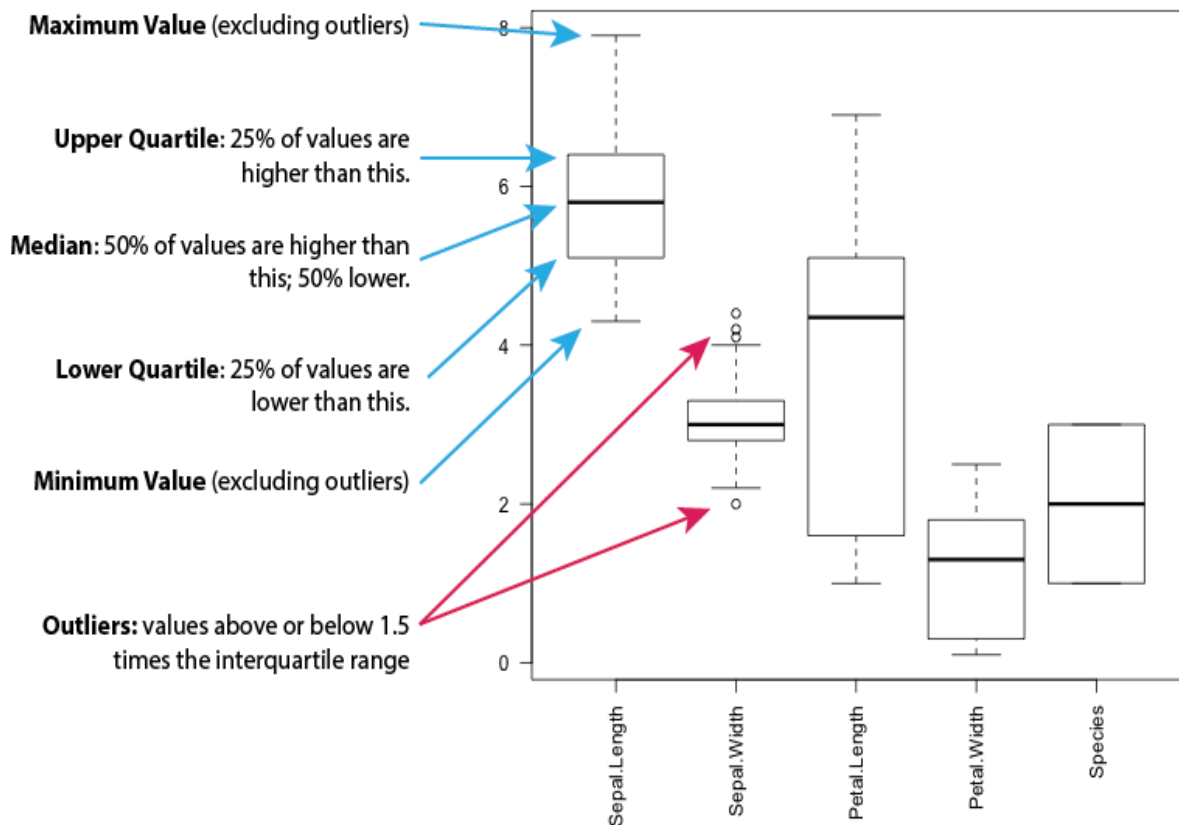 Maximum Value (excluding outliers)
Upper Quartile: 25% of values are
higher than this.
Median: 50% of values are higher than
this; 50% lower.
Lower Quartile: 25% of values are
lower than this.
Minimum Value (excluding outliers)
Outliers: values above or below 1.5
times the interquartile range
8
6
4
2
0
Sepal.Length
Sepal.Width
Petal.Length
Petal.Width
Species